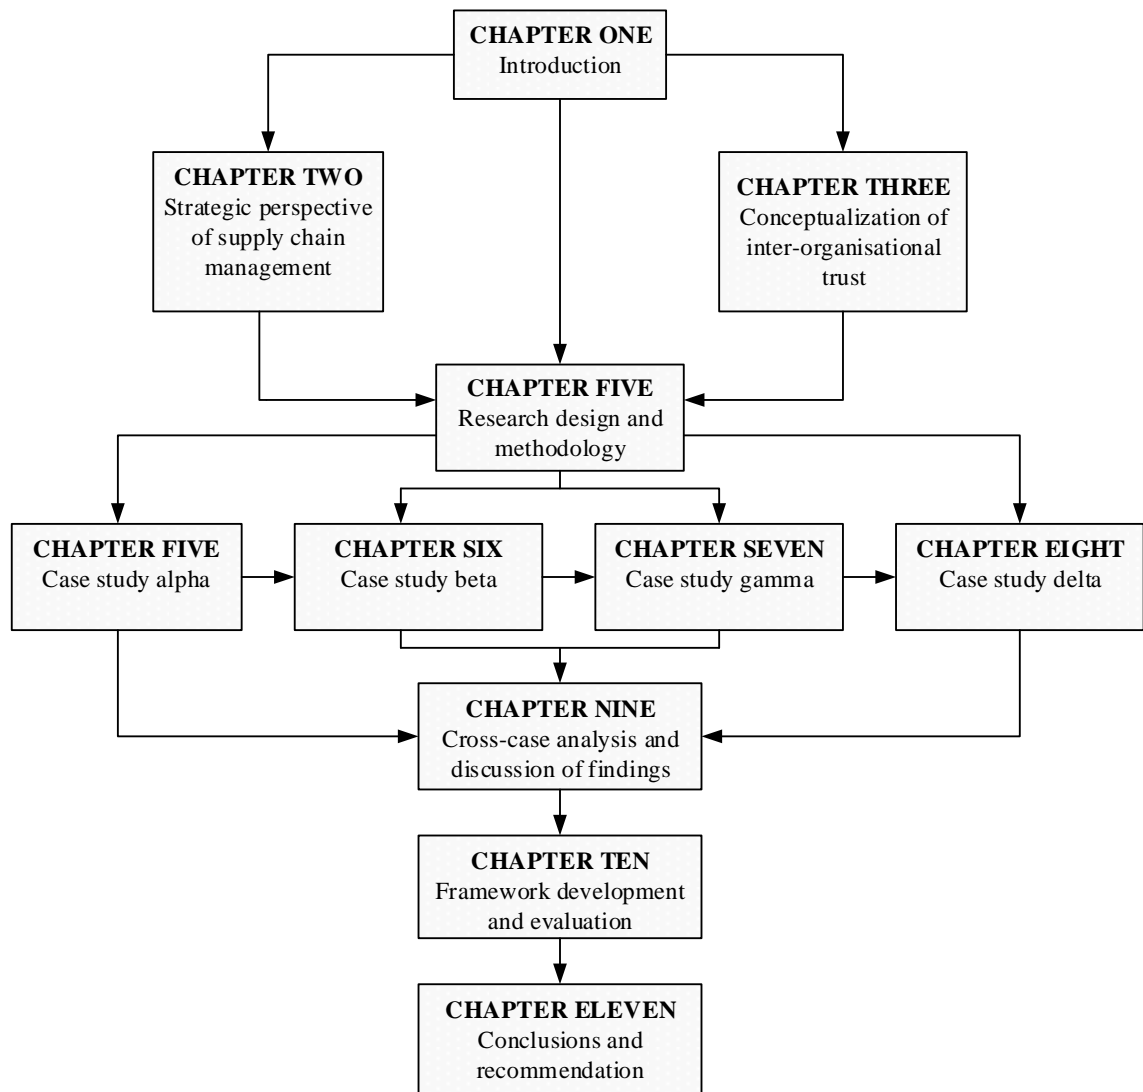 CHAPTER ONE
Introduction
CHAPTER TWO
Strategic perspective
of supply chain
management
CHAPTER THREE
Conceptualization of
inter-organisational
trust
CHAPTER FIVE
Research design and
methodology
CHAPTER FIVE
Case study alpha
CHAPTER SIX
Case study beta
CHAPTER SEVEN
Case study gamma
CHAPTER EIGHT
Case study delta
CHAPTER NINE
Cross-case analysis and
discussion of findings
CHAPTER TEN
Framework development
and evaluation
CHAPTER ELEVEN
Conclusions and
recommendation